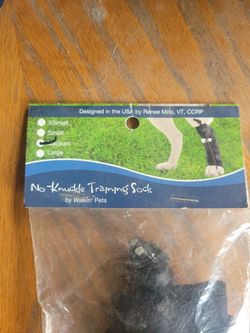 Designed in the USA by Renee Mills, VT, CCRP
XSmall
Small
Medium
Large
No-Knuckle Training Sock
by Walkin' Pets